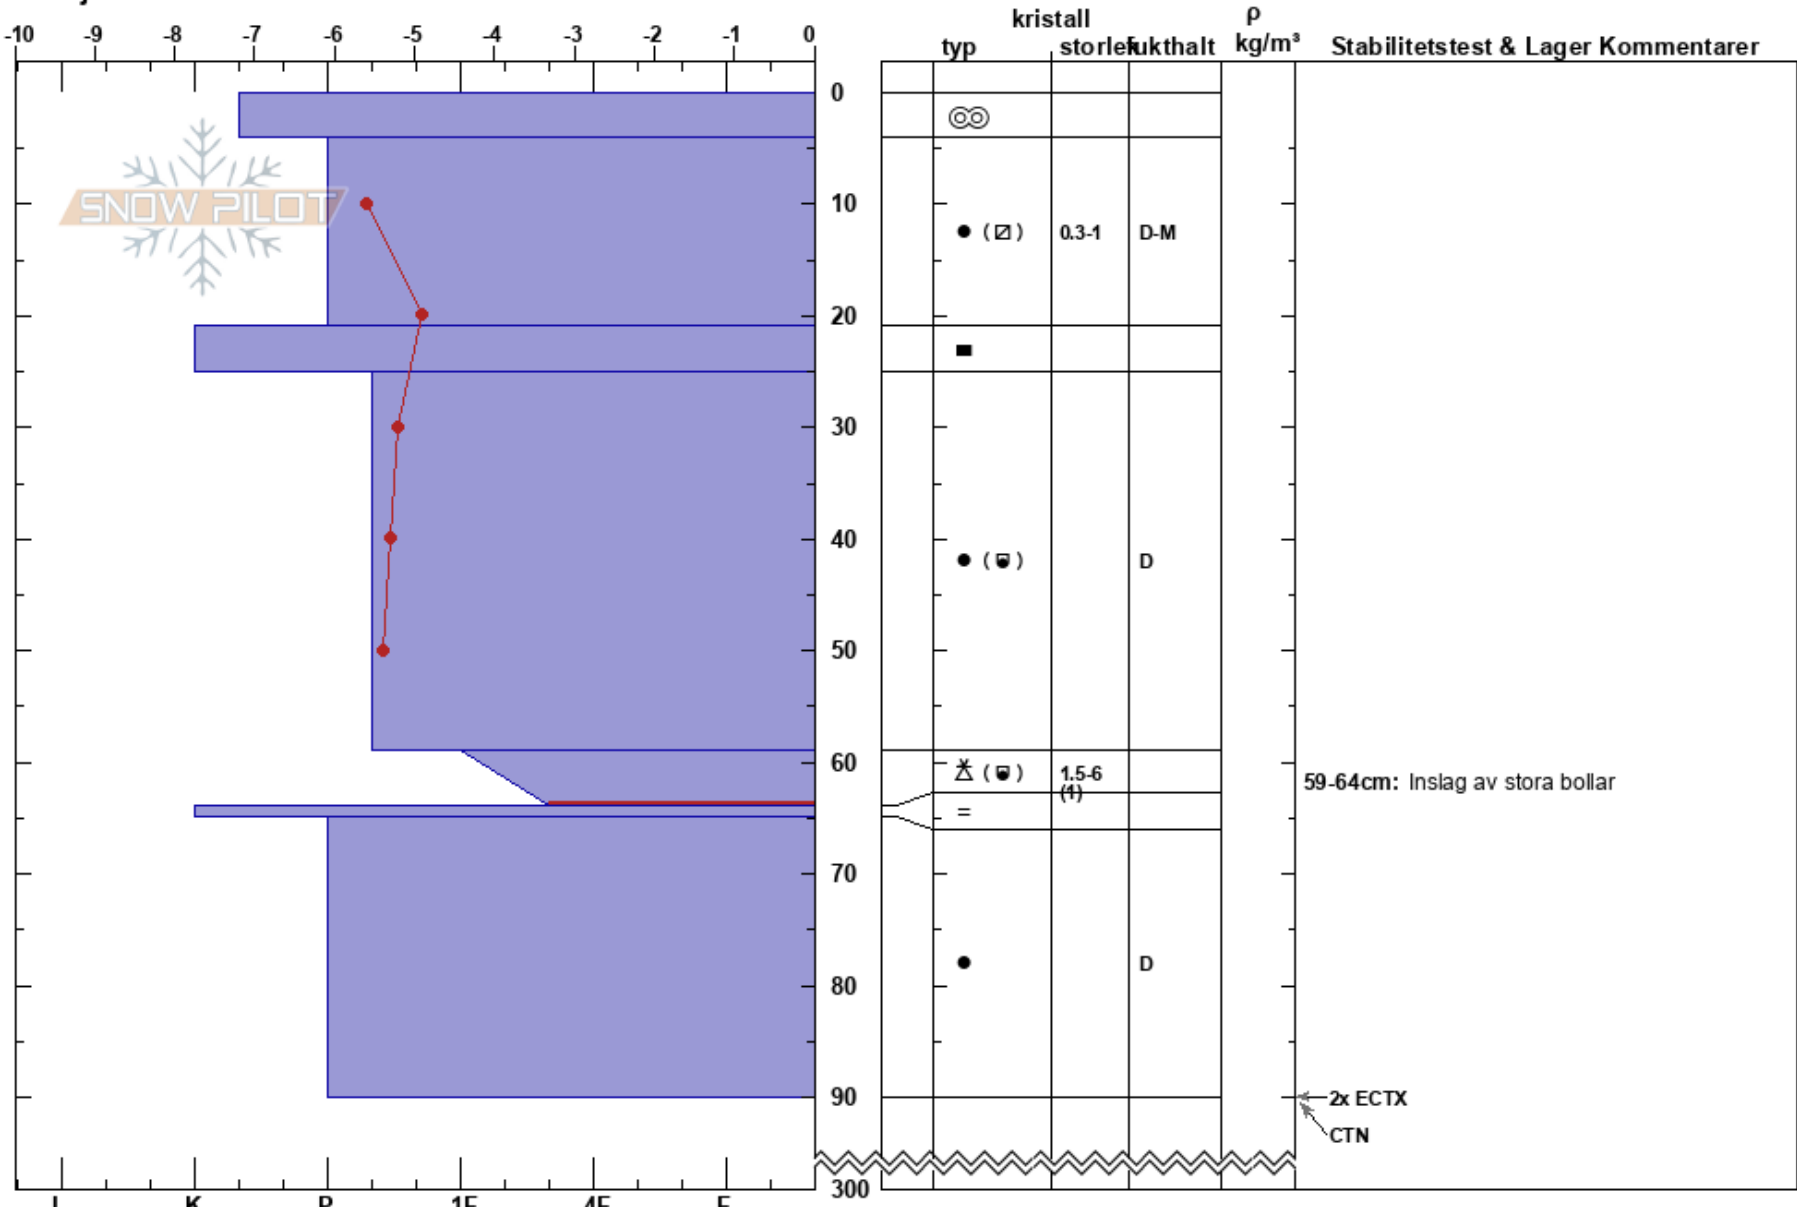 kristall
ρ
-10 -9 -8 -7 -6 -5 -4 -3 -2 -1 0
typ storlek fukthalt kg/m³ Stabilitetstest & Lager Kommentarer
0
SNOW PILOT
10
● ( ) 0.3-1 D-M
20
30
40
● ( ) D
50
60
( ) 1.5-6
(1)
59-64cm: Inslag av stora bollar
=
70
80
● D
90
2x ECTX
CTN
300
I K P 1F 4F F